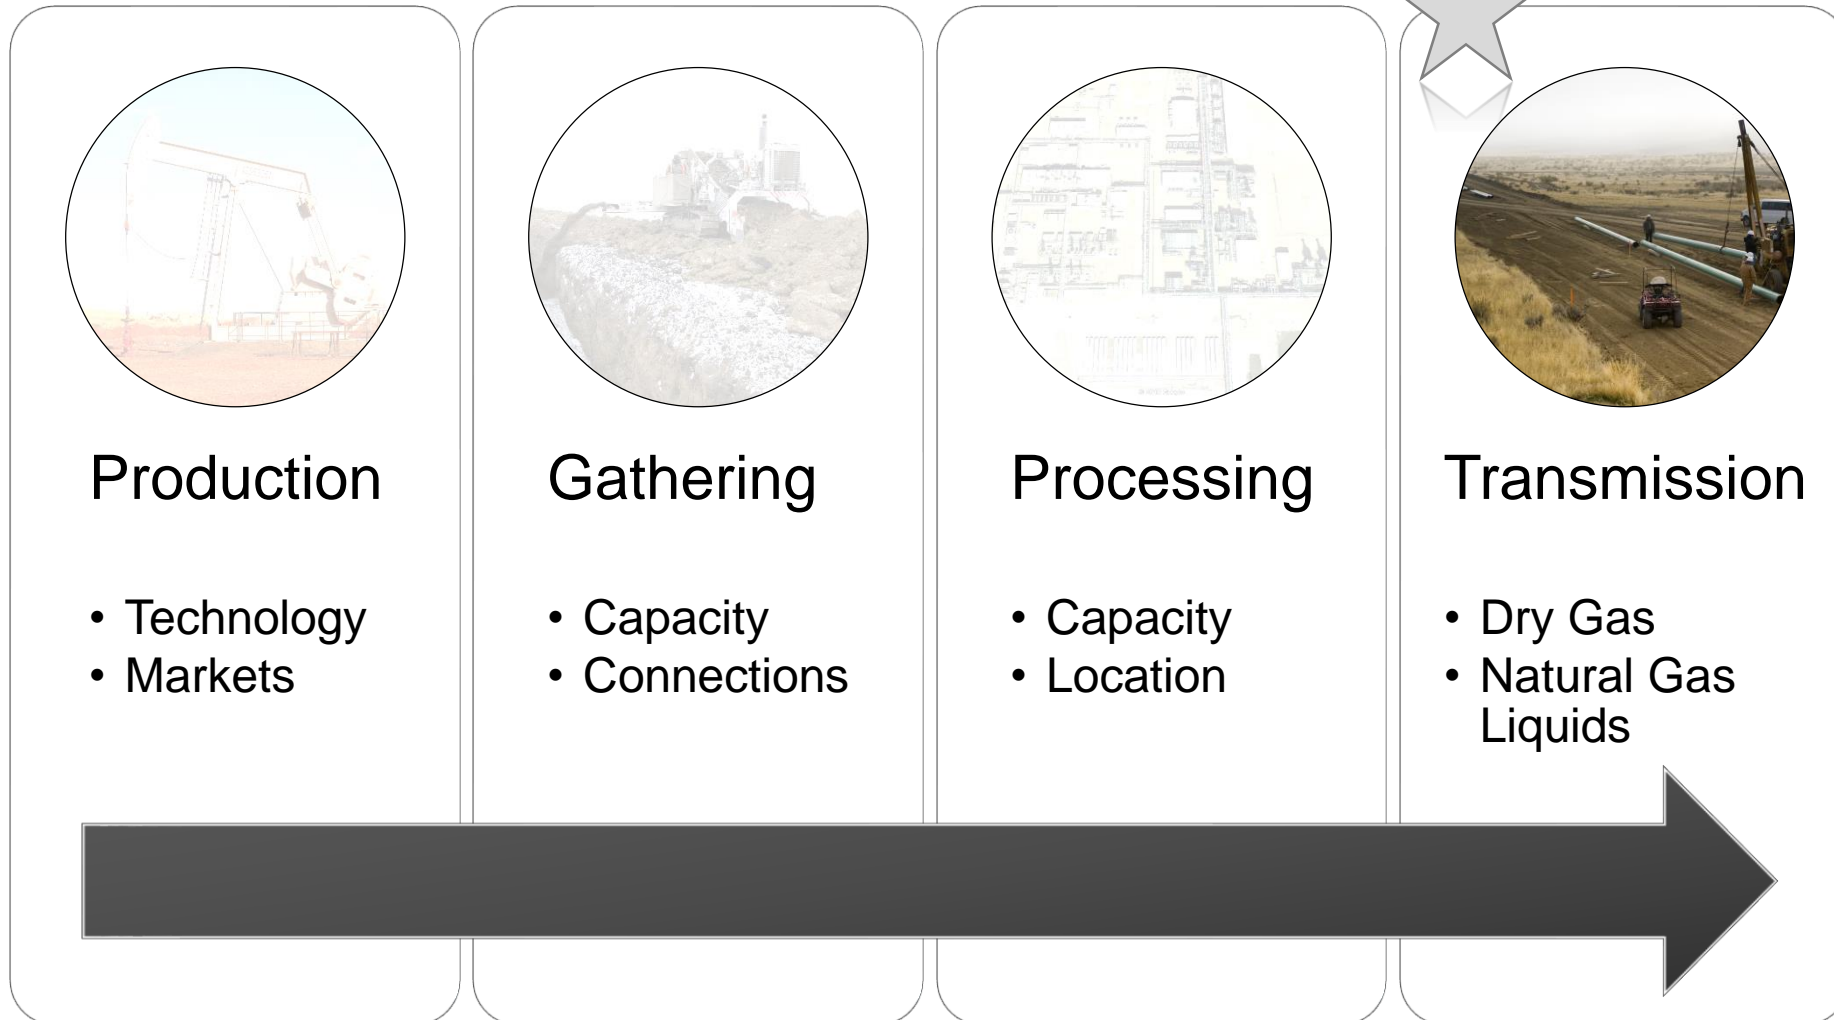 Production
• Technology
• Markets
Gathering
• Capacity
• Connections
Processing
• Capacity
• Location
Transmission
• Dry Gas
• Natural Gas
Liquids